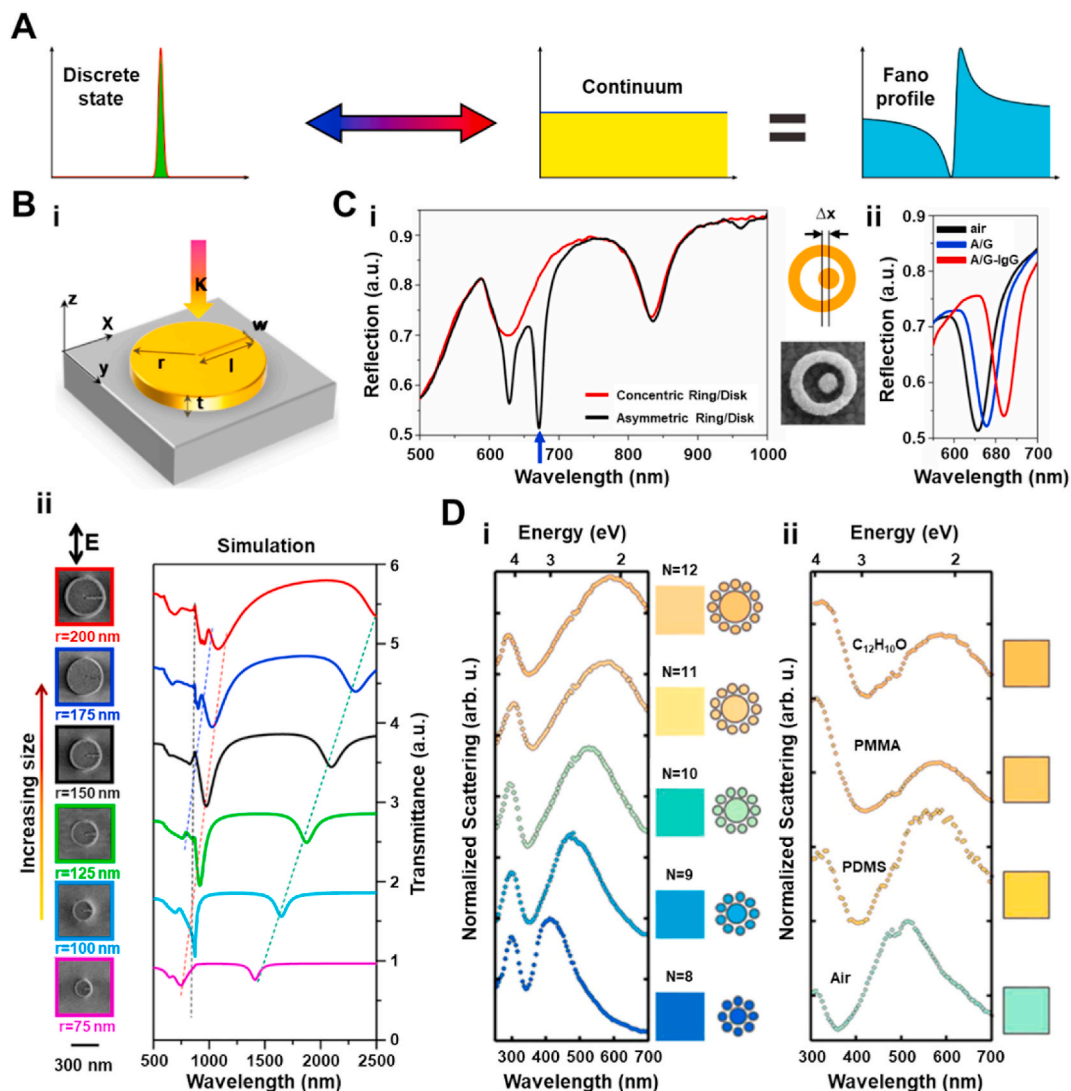 A
Discrete
state
Continuum
Fano
profile
=
B
i
K
z
X
y
w
r
l
t
C
i
Reflection (a.u.)
0.9
0.8
0.7
0.6
0.5
500
600
700
800
900
1000
Wavelength (nm)
Concentric Ring/Disk
Asymmetric Ring/Disk
Δx
ii
Reflection (a.u.)
0.9
0.8
0.7
0.6
0.5
air
A/G
A/G-IgG
600
680
700
Wavelength (nm)
ii
E
Simulation
r=200 nm
r=175 nm
r=150 nm
r=125 nm
r=100 nm
r=75 nm
300 nm
Increasing size
6
5
4
3
2
1
0
Transmittance (a.u.)
500
1000
1500
2000
2500
Wavelength (nm)
D
i
Energy (eV)
4
3
2
Normalized Scattering (arb. u.)
N=12
N=11
N=10
N=9
N=8
300
400
500
600
700
Wavelength (nm)
ii
Energy (eV)
4
3
2
Normalized Scattering (arb. u.)
C₁₂H₁₀O
PMMA
PDMS
Air
300
400
500
600
700
Wavelength (nm)